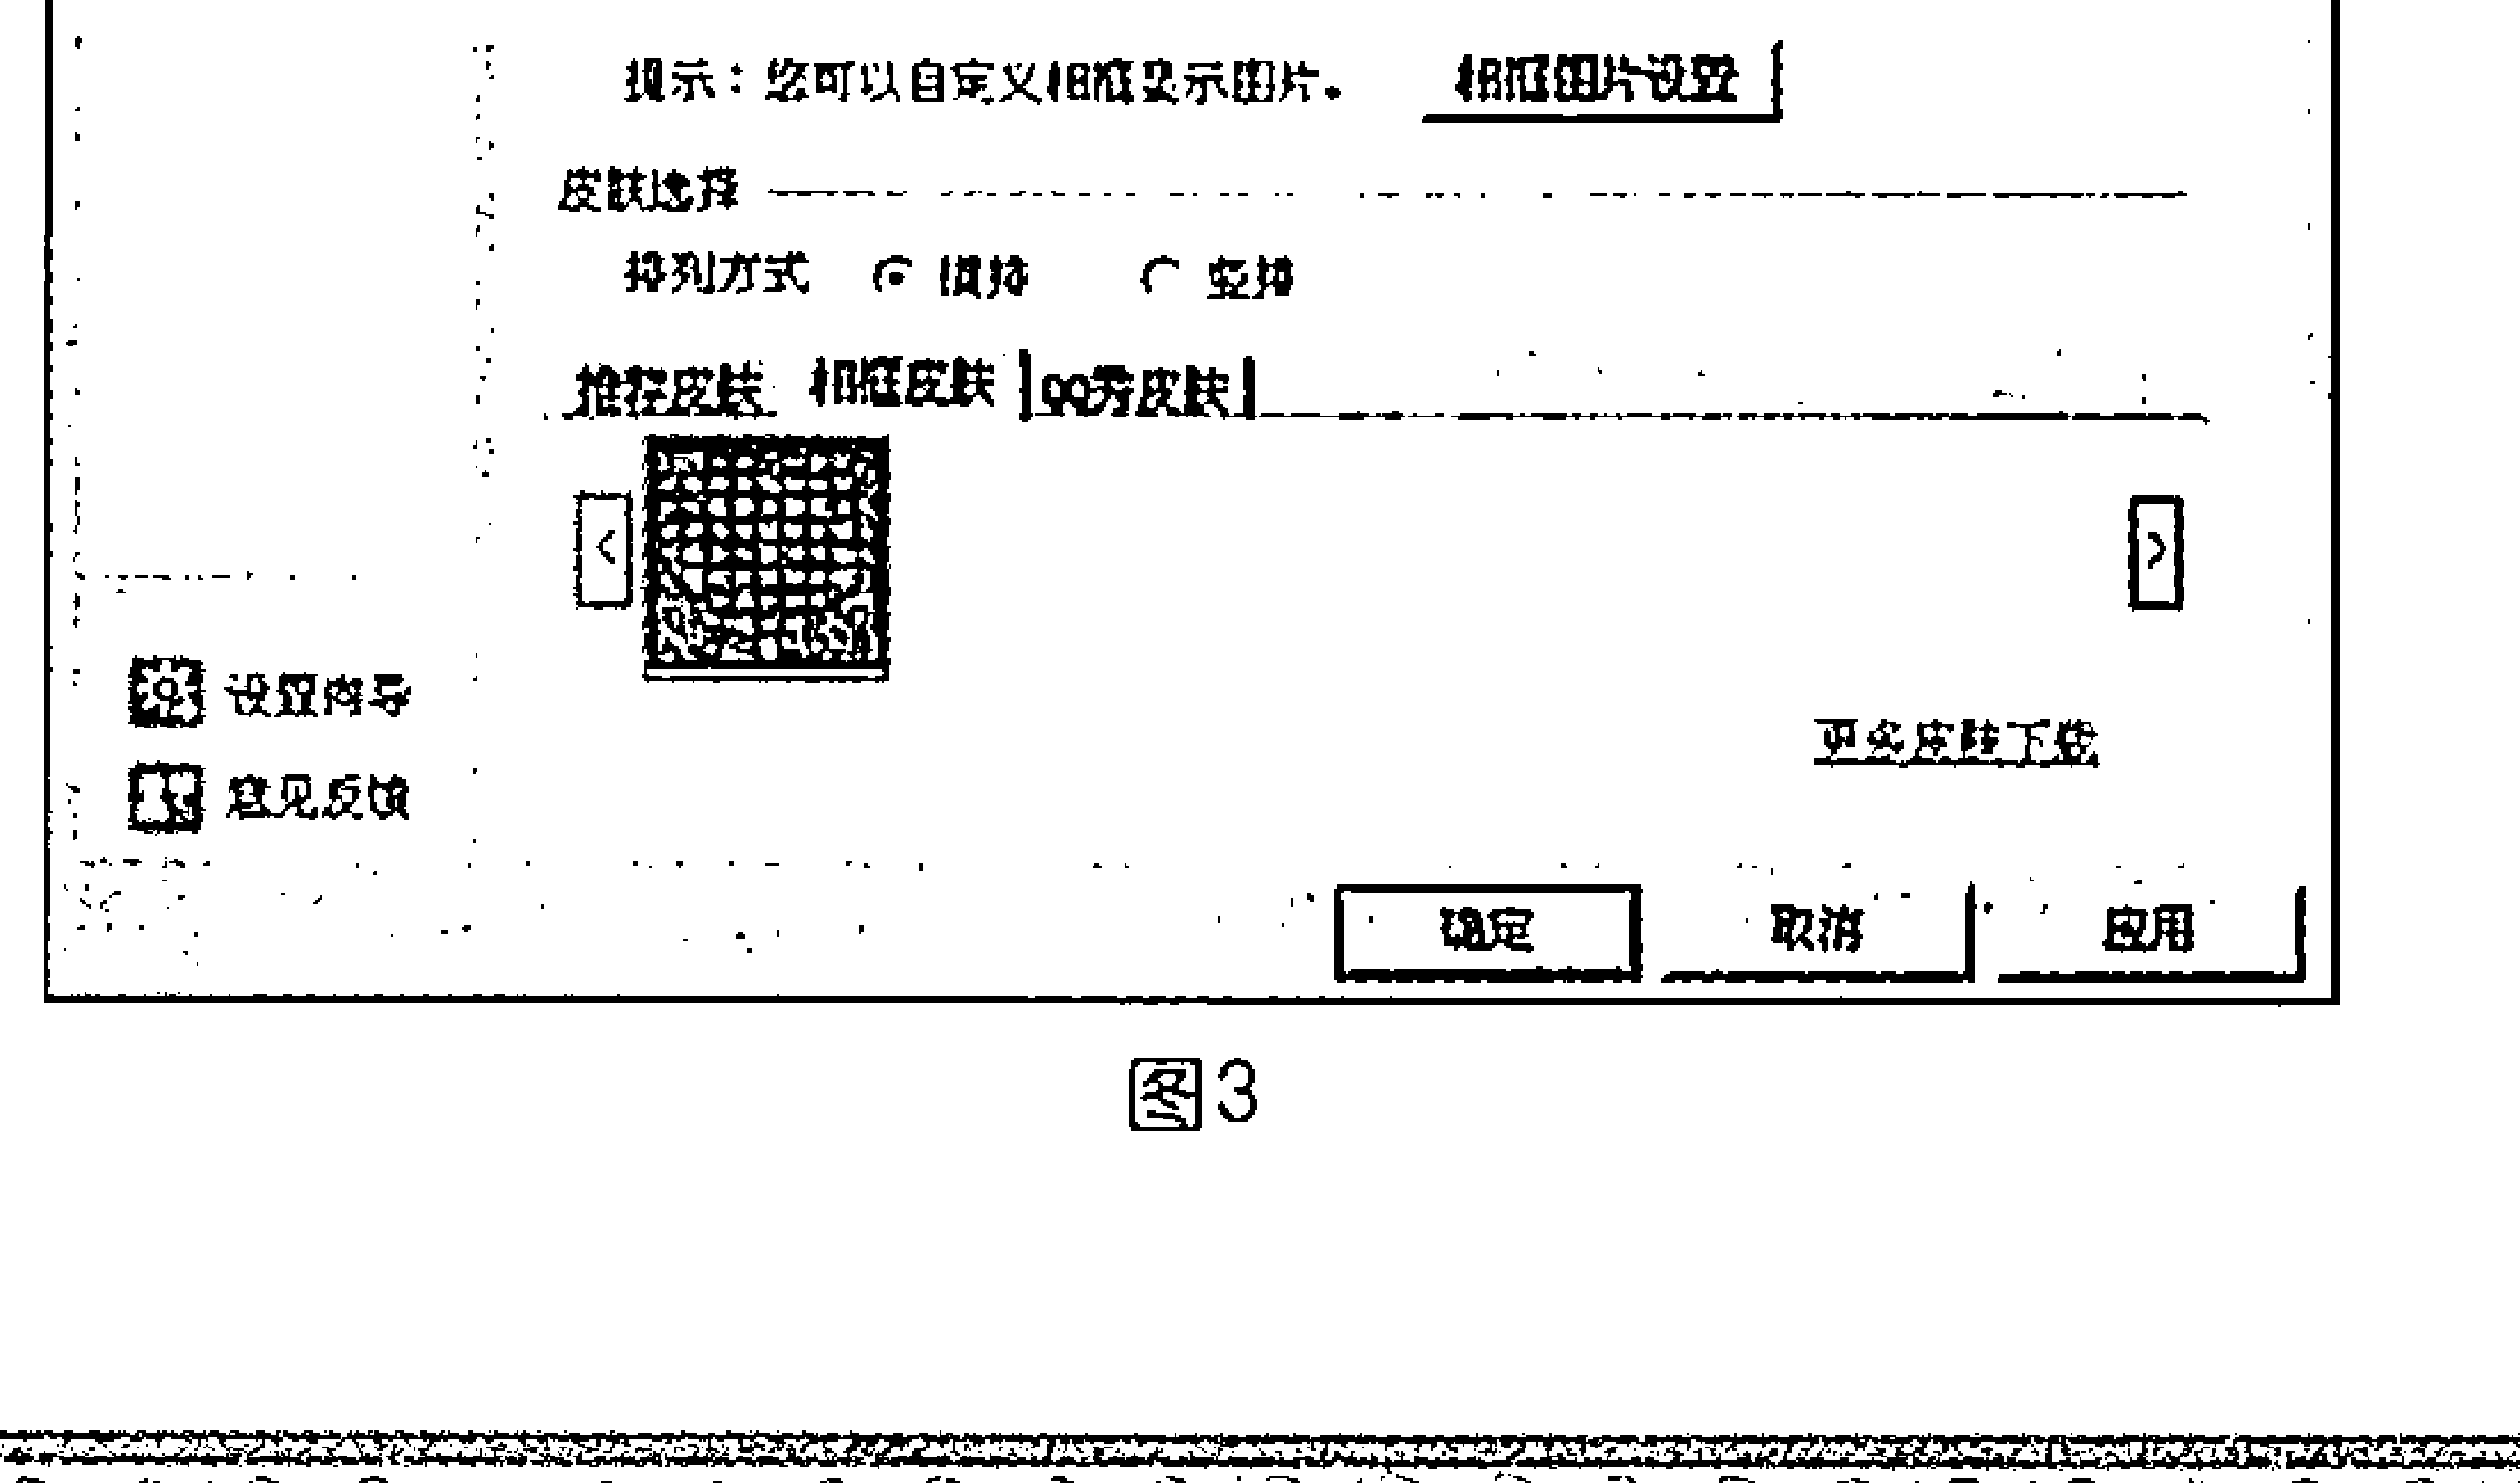 提示：您可以自定义相框显示图片。 相框图片设置
皮肤选择
排列方式 横排 竖排
推荐皮肤 相框皮肤 QQ秀皮肤
<
>
设置向导
更多皮肤下载
意见反馈
确定 取消 应用
图3